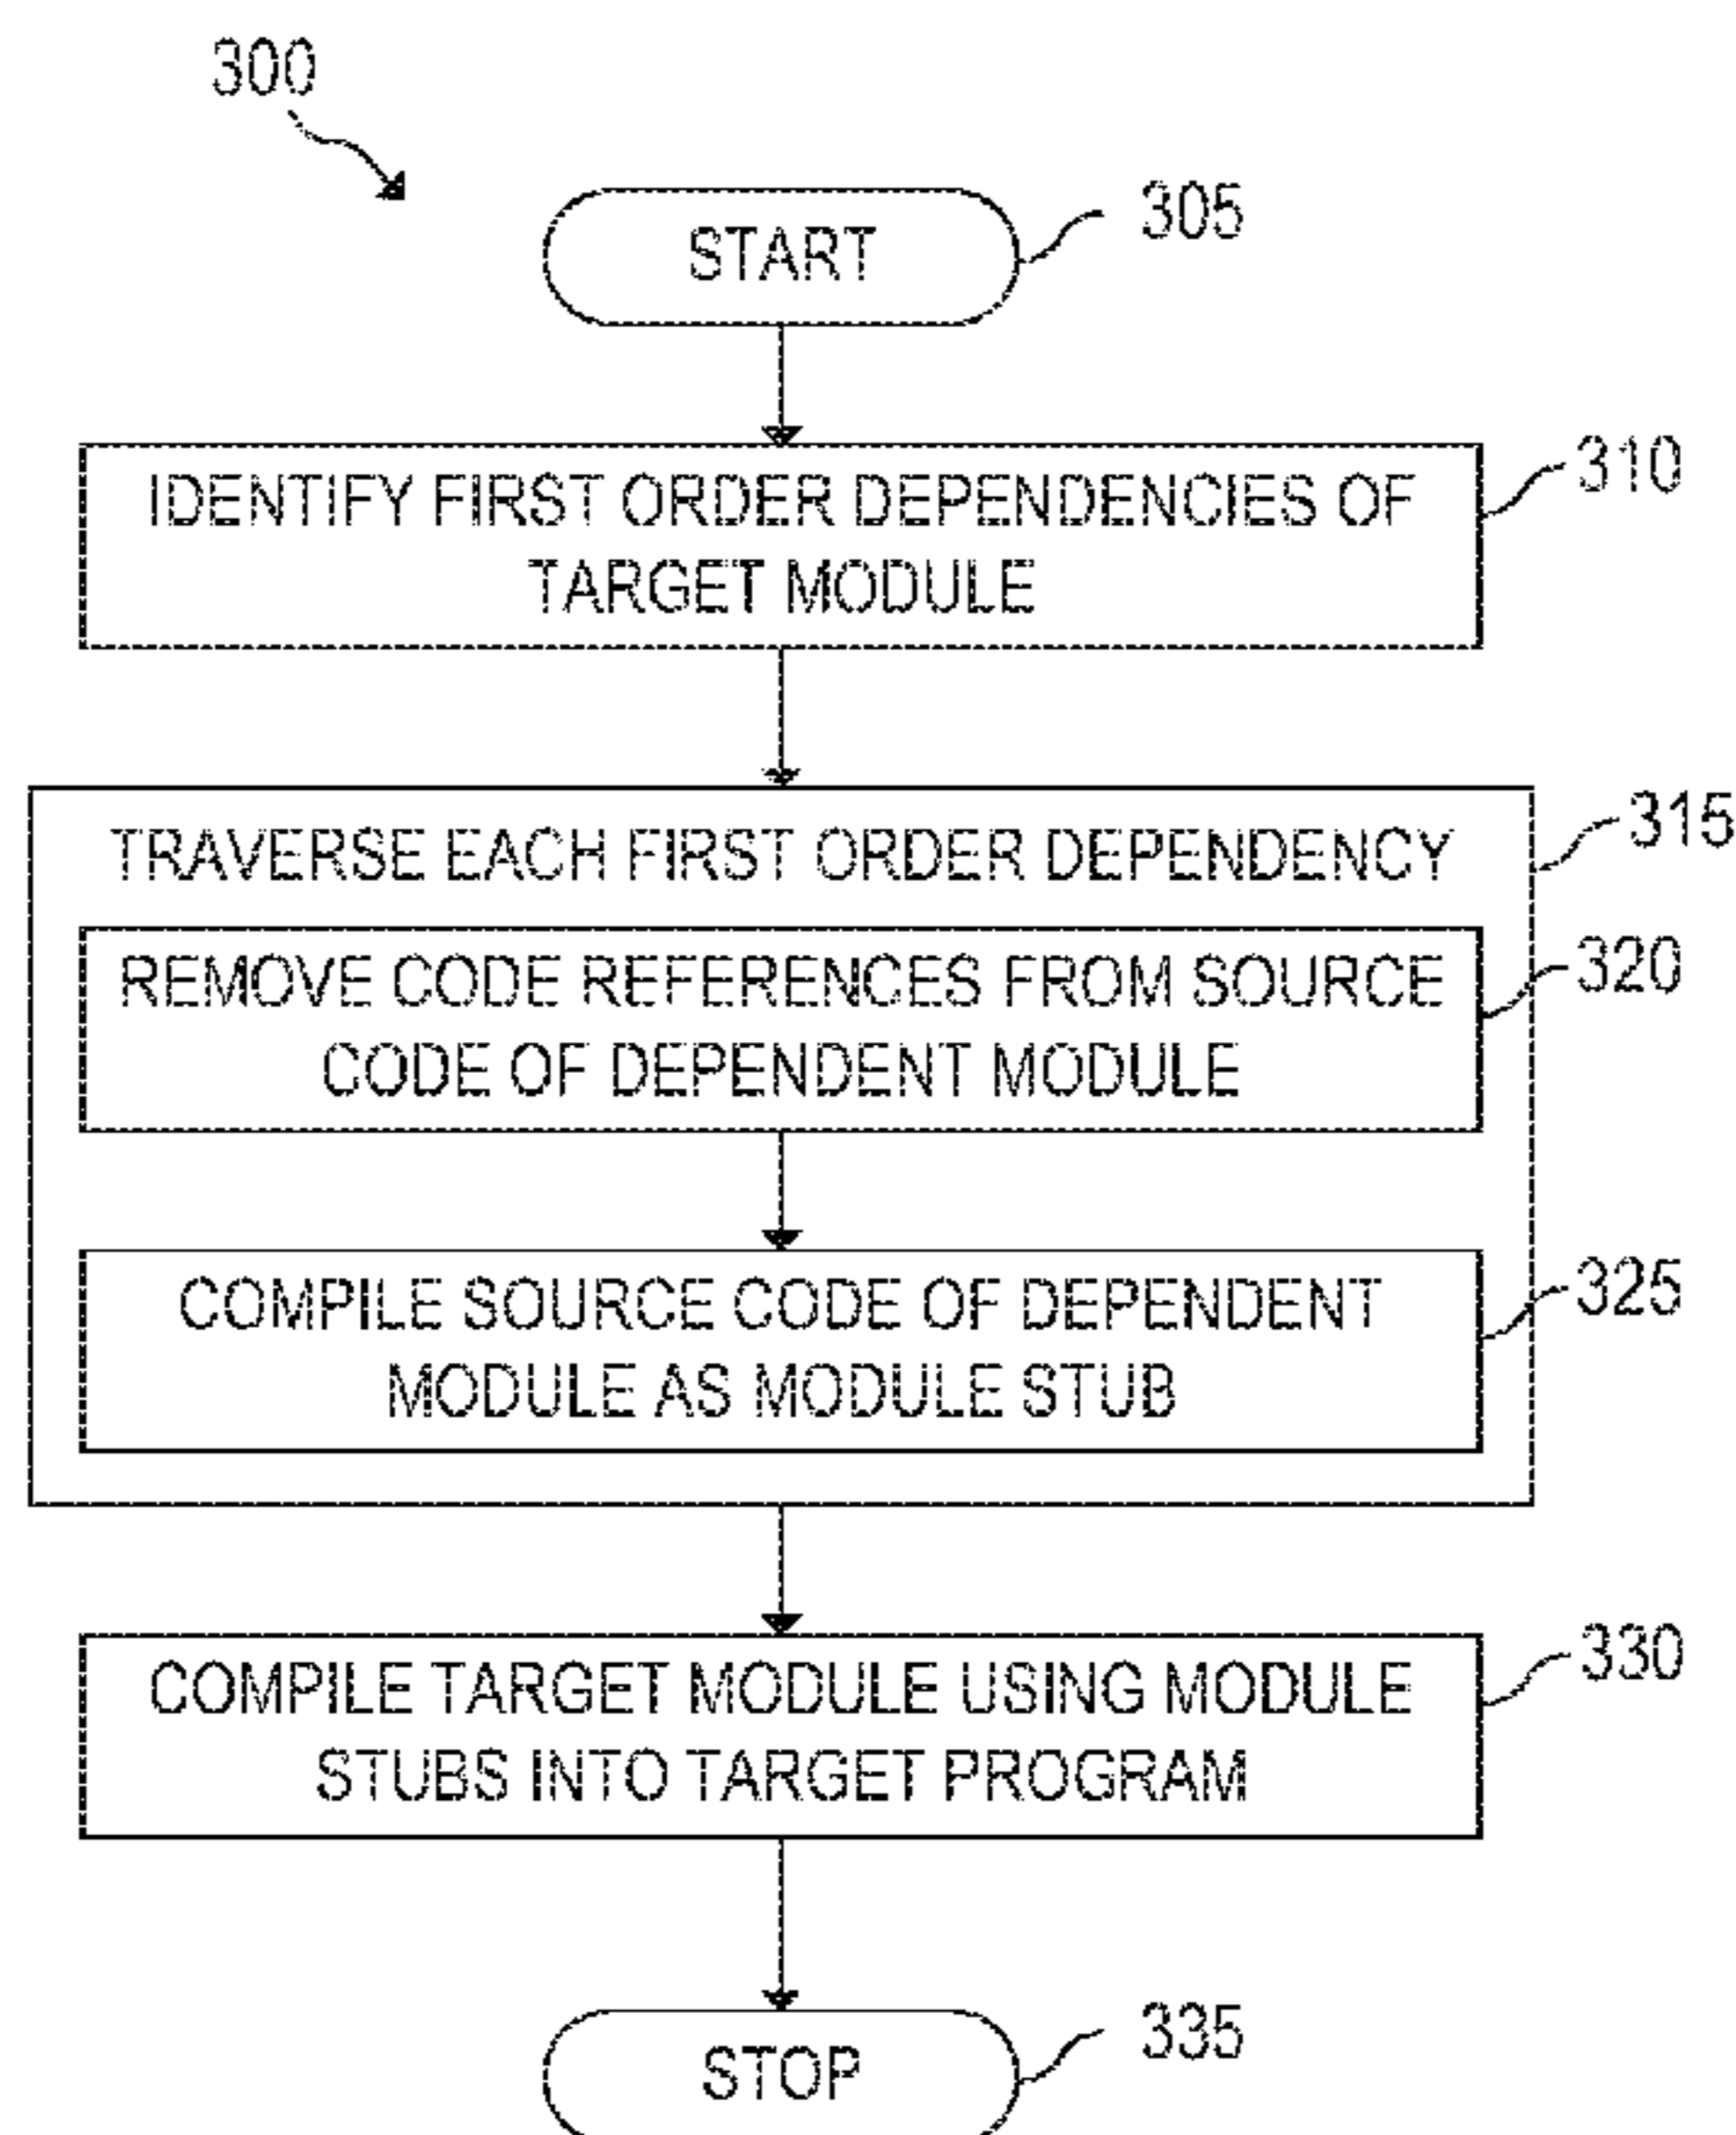 300
START
305
IDENTIFY FIRST ORDER DEPENDENCIES OF
TARGET MODULE
310
TRAVERSE EACH FIRST ORDER DEPENDENCY
315
REMOVE CODE REFERENCES FROM SOURCE
CODE OF DEPENDENT MODULE
320
COMPILE SOURCE CODE OF DEPENDENT
MODULE AS MODULE STUB
325
COMPILE TARGET MODULE USING MODULE
STUBS INTO TARGET PROGRAM
330
STOP
335